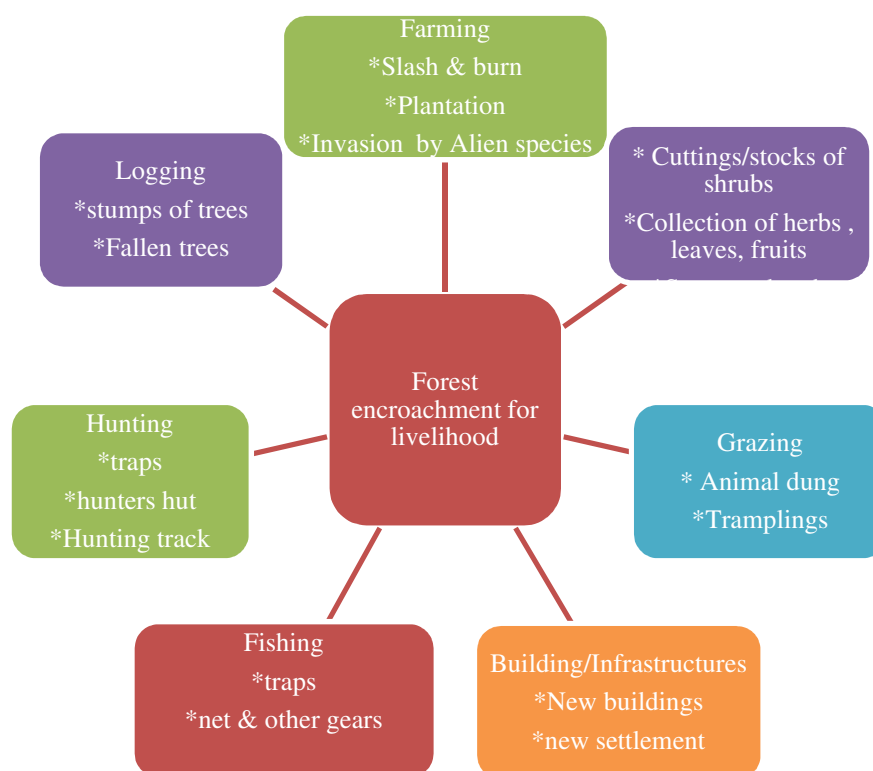 Farming
*Slash & burn
*Plantation
*Invasion by Alien species
* Cuttings/stocks of
shrubs
*Collection of herbs ,
leaves, fruits
Logging
*stumps of trees
*Fallen trees
Forest
encroachment for
livelihood
Hunting
*traps
*hunters hut
*Hunting track
Grazing
* Animal dung
*Tramplings
Fishing
*traps
*net & other gears
Building/Infrastructures
*New buildings
*new settlement